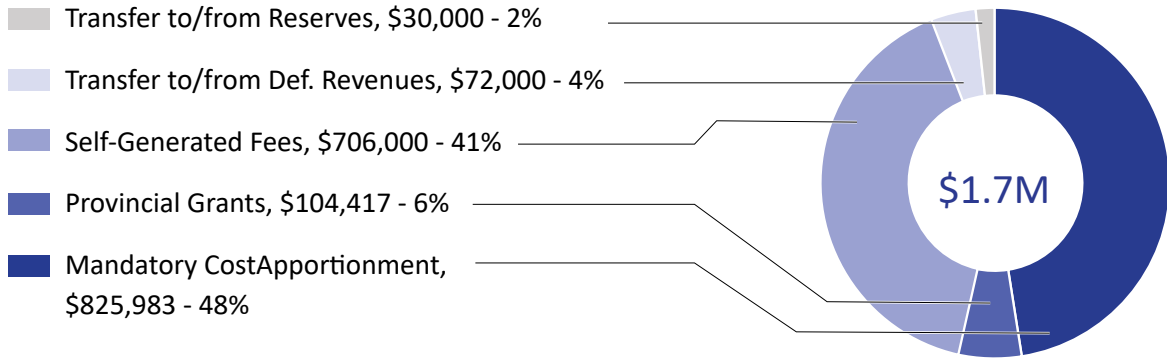 Transfer to/from Reserves, $30,000 - 2%
Transfer to/from Def. Revenues, $72,000 - 4%
Self-Generated Fees, $706,000 - 41%
Provincial Grants, $104,417 - 6%
Mandatory CostApportionment,
$825,983 - 48%
$1.7M